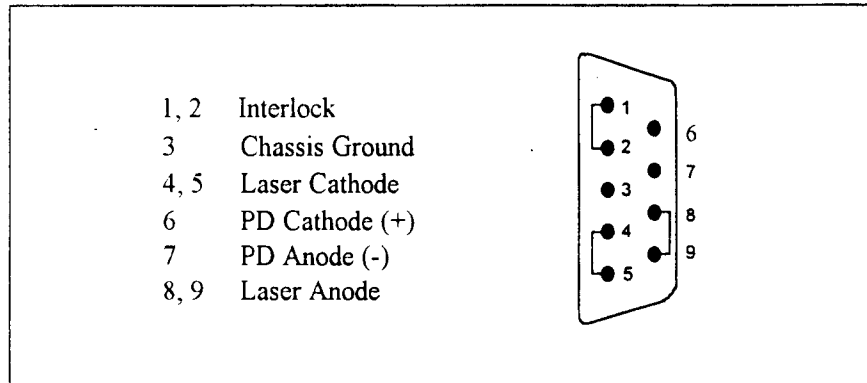 1, 2 Interlock
3 Chassis Ground
4, 5 Laser Cathode
6 PD Cathode (+)
7 PD Anode (-)
8, 9 Laser Anode
1
6
2
7
3
8
4
9
5